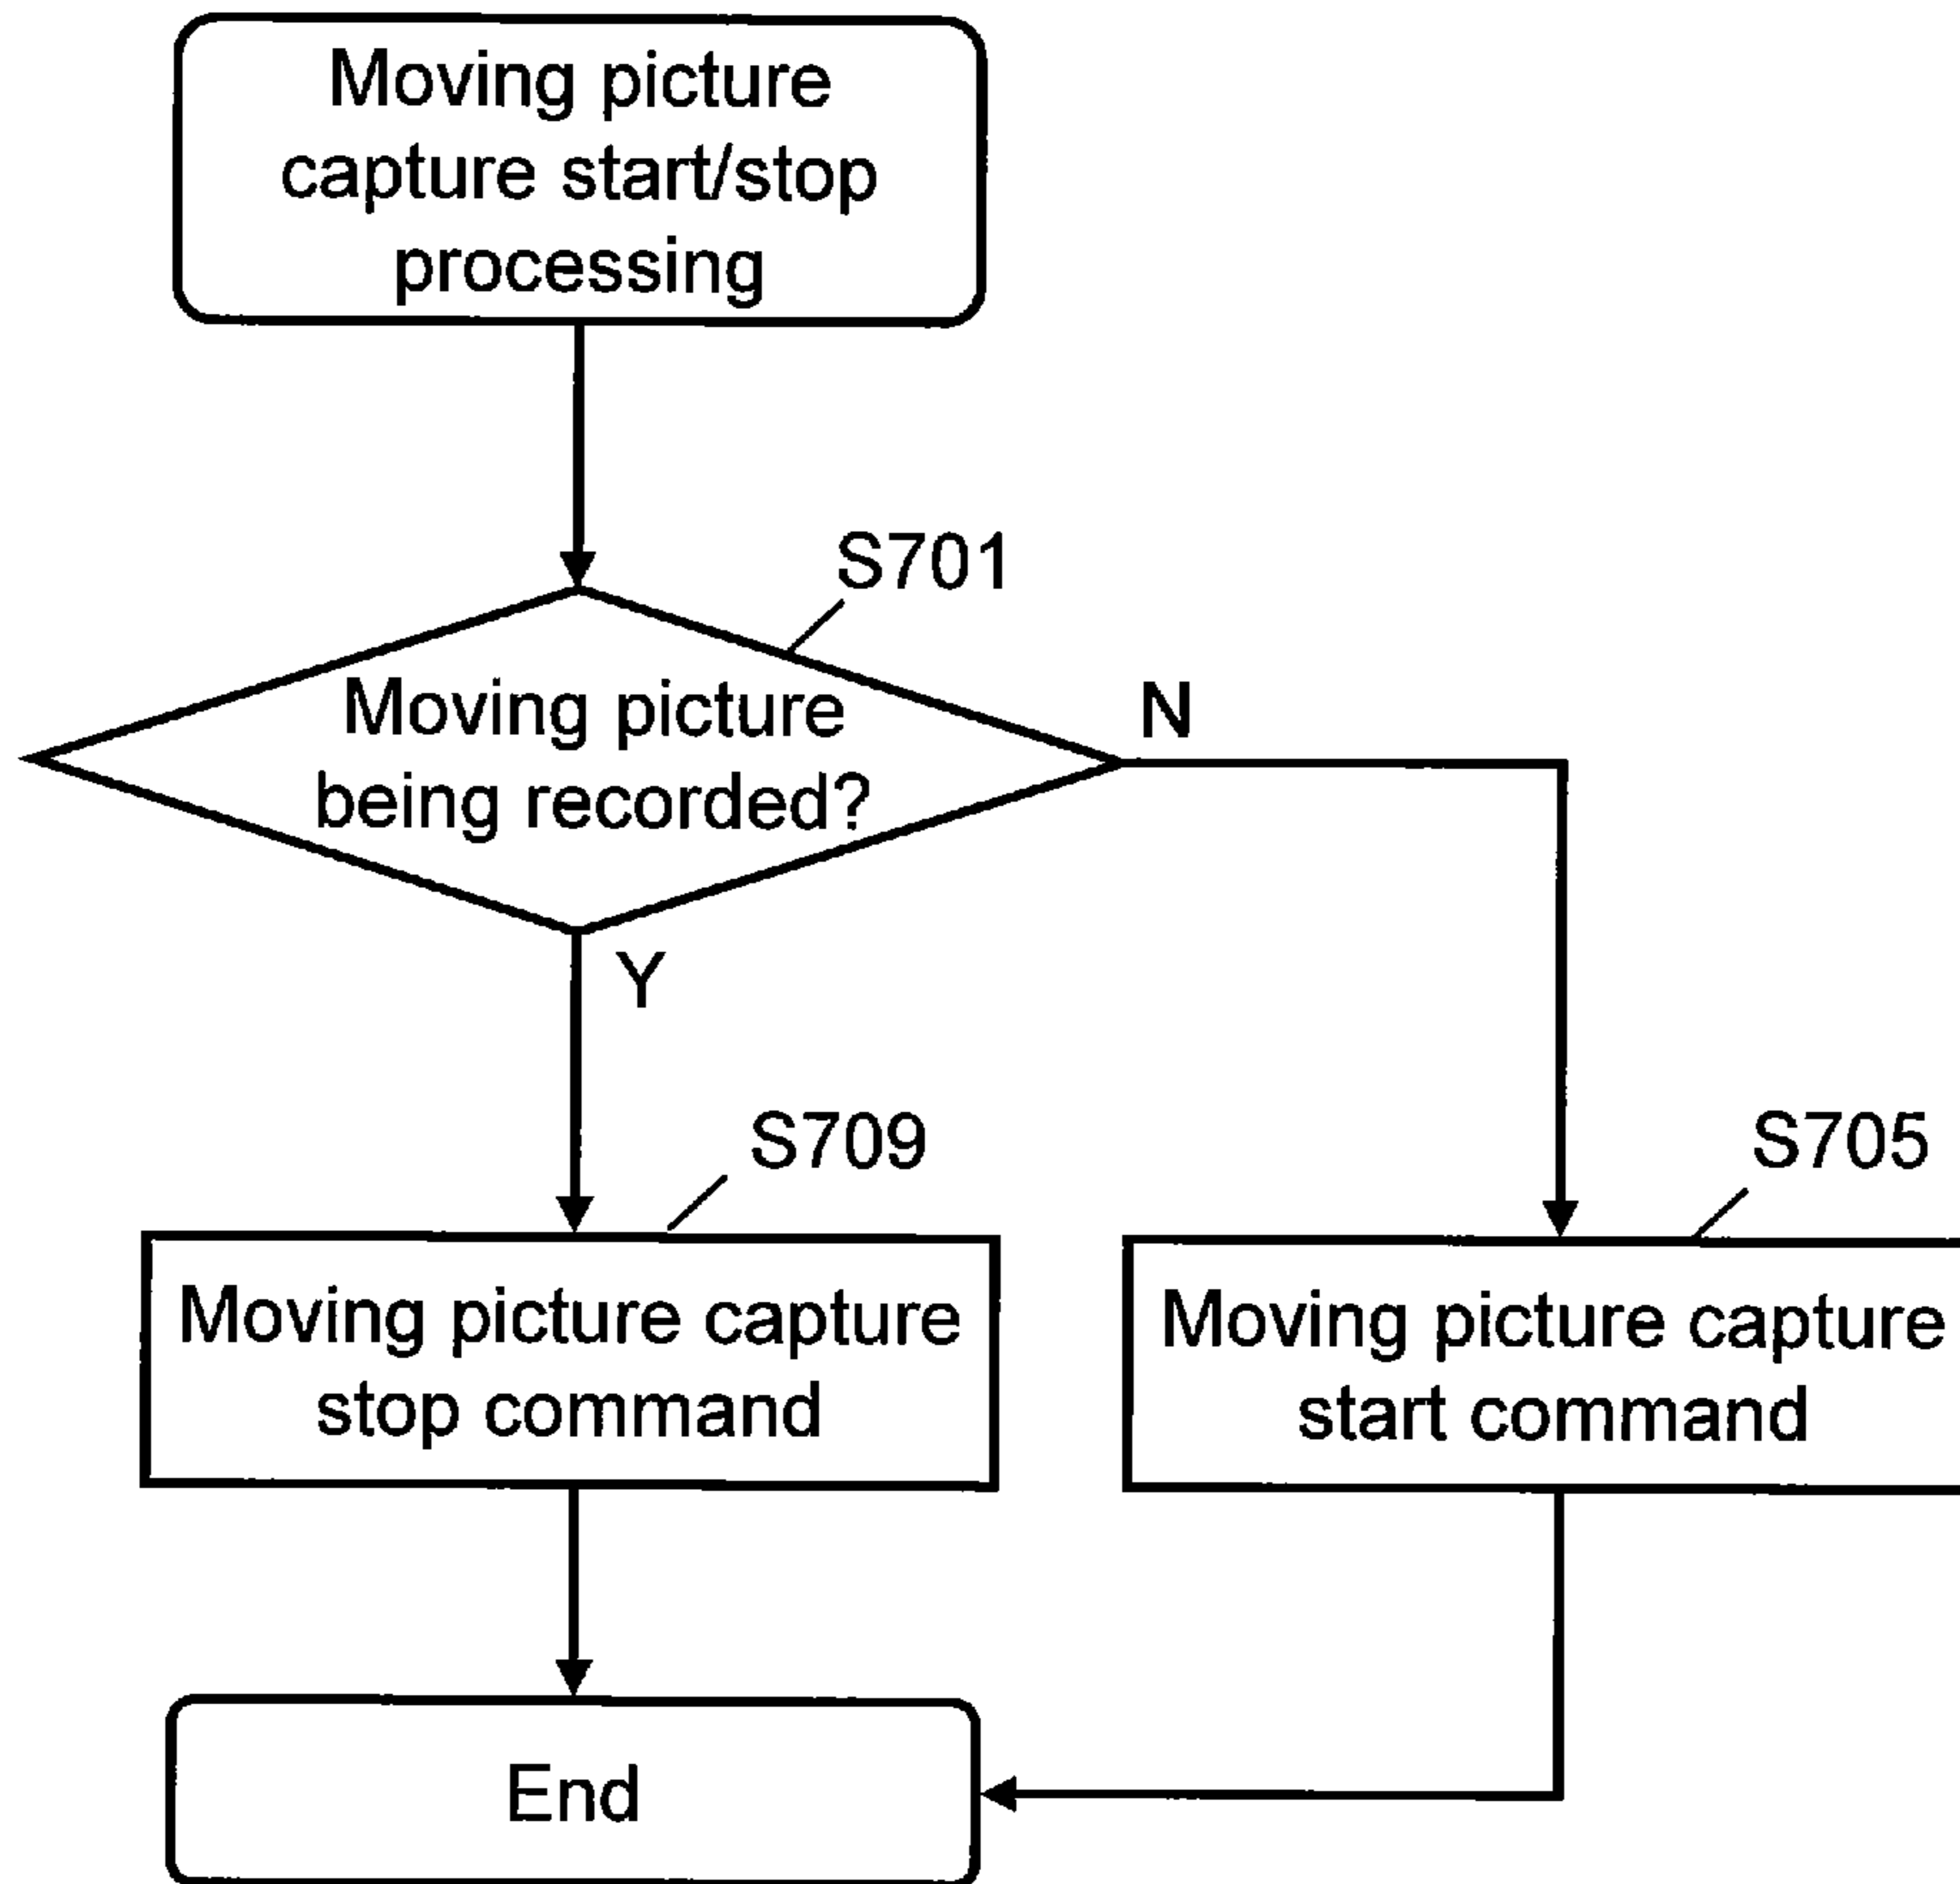 Moving picture
capture start/stop
processing
S701
Moving picture
being recorded?
N
Y
S709
S705
Moving picture capture
stop command
Moving picture capture
start command
End